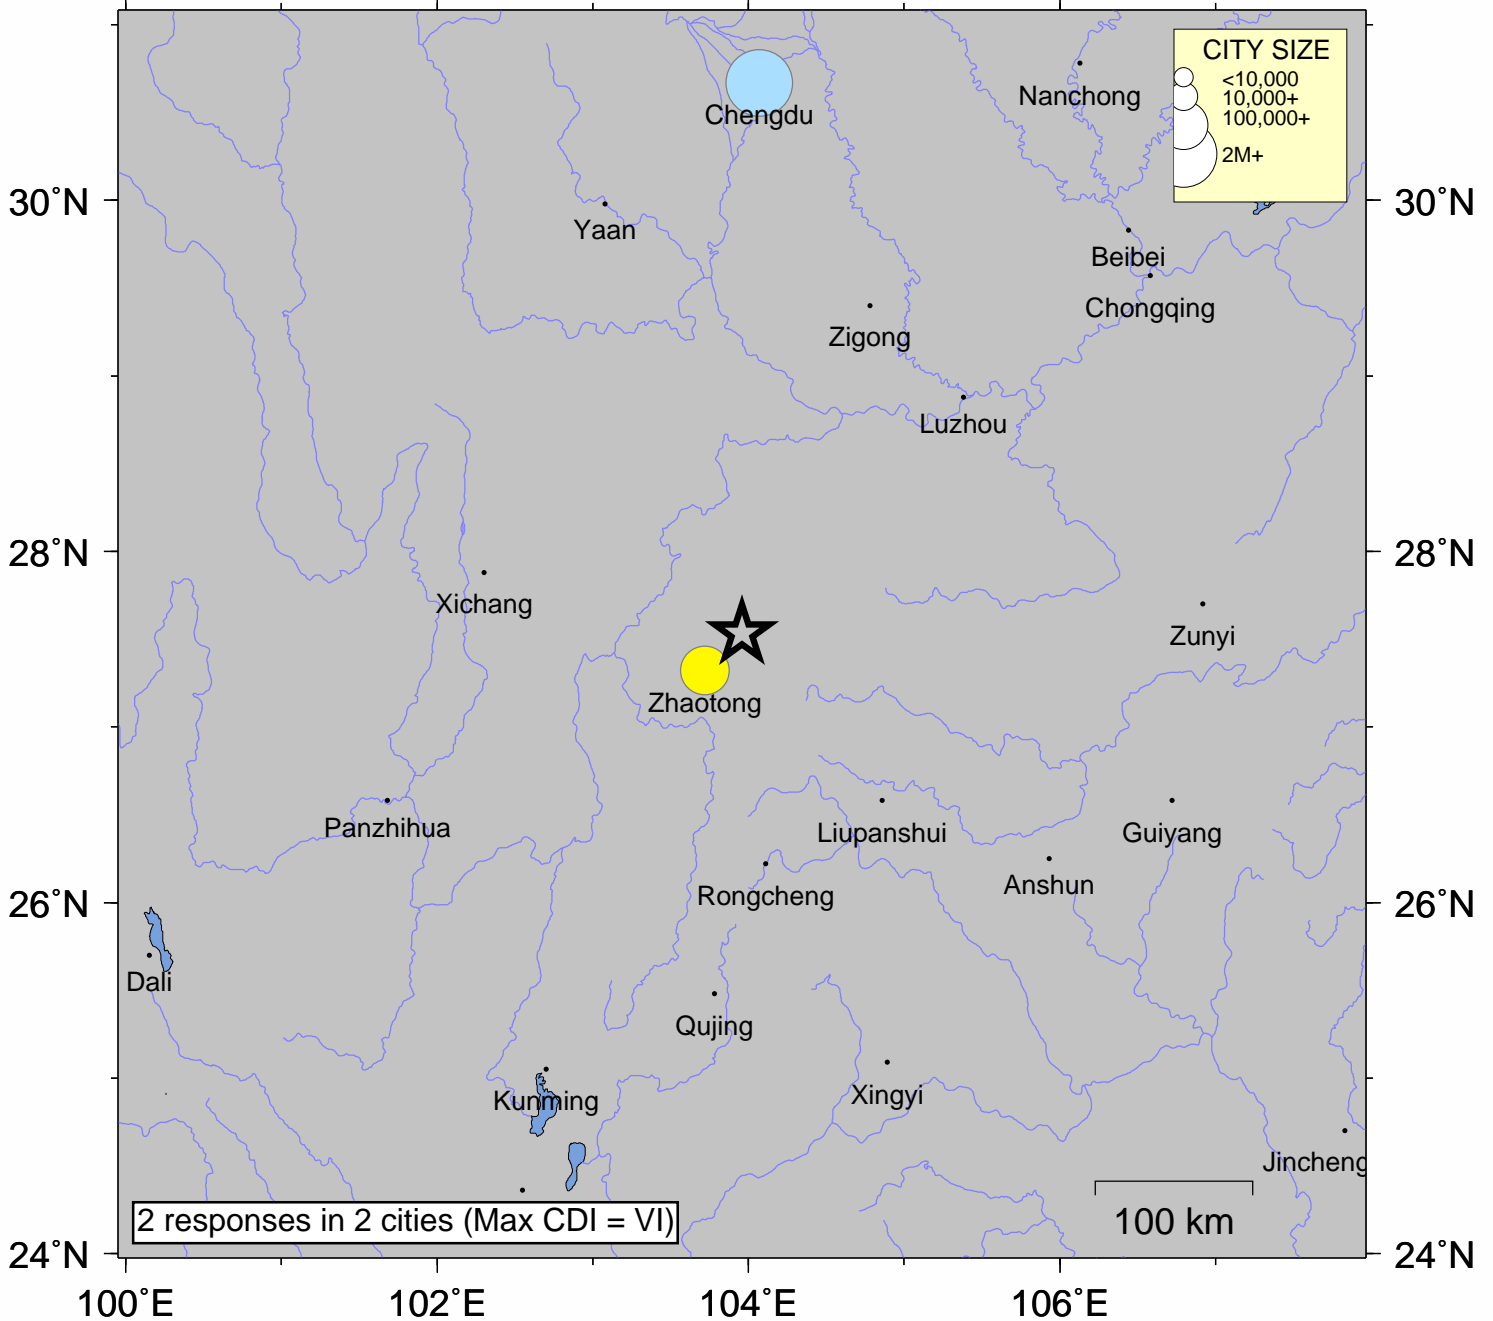 CITY SIZE
<10,000
10,000+
100,000+
2M+
Chengdu
Nanchong
30˚N
30˚N
Yaan
Beibei
Chongqing
Zigong
Luzhou
28˚N
28˚N
Xichang
Zunyi
Zhaotong
Panzhihua
Liupanshui
Guiyang
Anshun
Rongcheng
26˚N
26˚N
Dali
Qujing
Kunming
Xingyi
Jincheng
2 responses in 2 cities (Max CDI = VI)
100 km
24˚N
24˚N
100˚E
102˚E
104˚E
106˚E